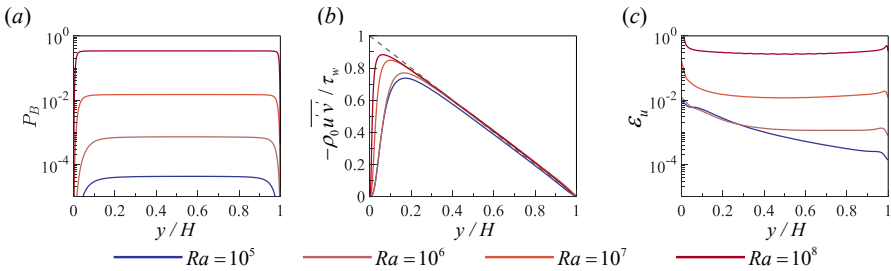 (a)
10^0
10^-2
10^-4
P_B
0 0.2 0.4 0.6 0.8 1
y / H
(b)
1
0.8
0.6
0.4
0.2
0
-ρ_0 \overline{u'v'} / τ_w
0 0.2 0.4 0.6 0.8 1
y / H
(c)
10^0
10^-2
10^-4
ε_u
0 0.2 0.4 0.6 0.8 1
y / H
Ra = 10^5 Ra = 10^6 Ra = 10^7 Ra = 10^8